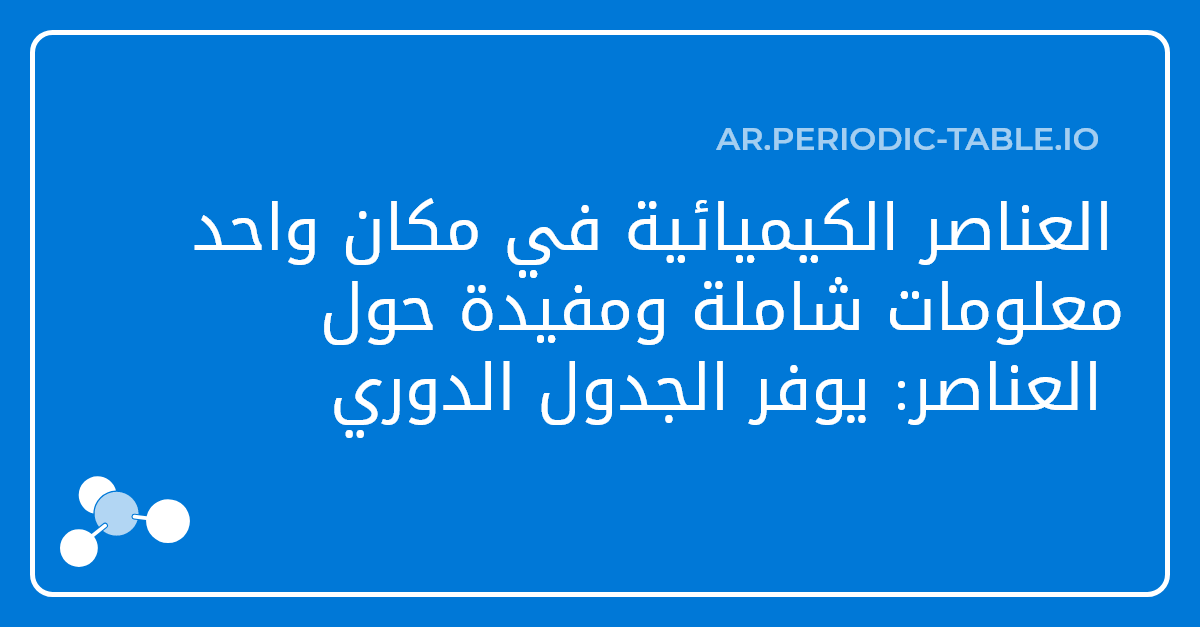 AR.PERIODIC-TABLE.IO
العناصر الكيميائية في مكان واحد
معلومات شاملة ومفيدة حول
العناصر: يوفر الجدول الدوري